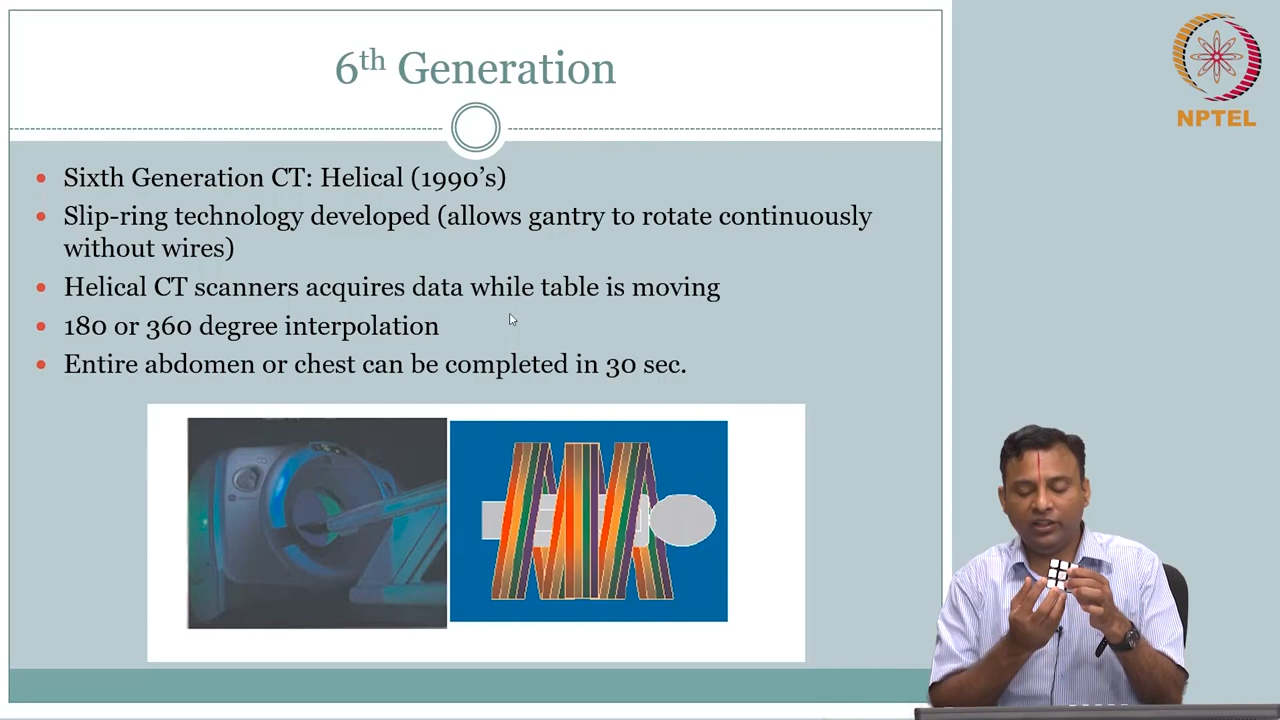 6th Generation
NPTEL
• Sixth Generation CT: Helical (1990’s)
• Slip-ring technology developed (allows gantry to rotate continuously
without wires)
• Helical CT scanners acquires data while table is moving
• 180 or 360 degree interpolation
• Entire abdomen or chest can be completed in 30 sec.